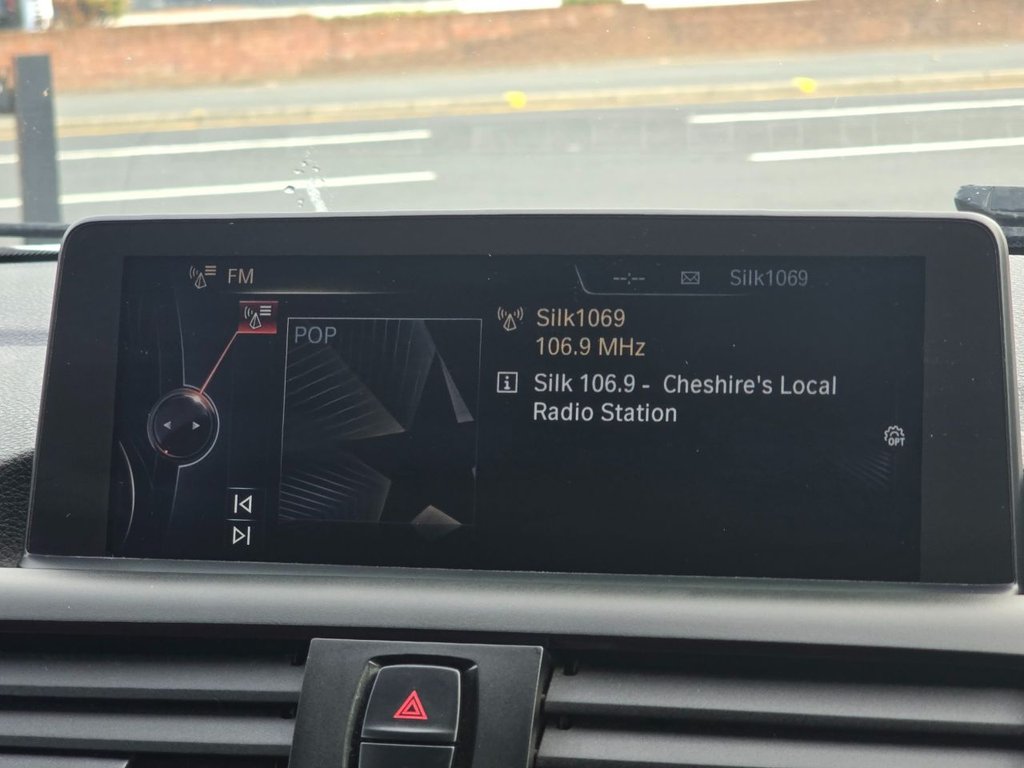 FM
--:--
Silk1069
POP
Silk1069
106.9 MHz
Silk 106.9 - Cheshire's Local
Radio Station
OPT